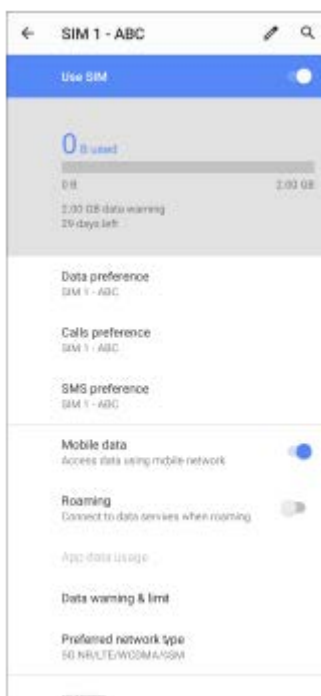 SIM 1 - ABC
Use SIM
0 B used
0 B 2.00 GB
2.00 GB data warning
29 days left
Data preference
SIM 1 - ABC
Calls preference
SIM 1 - ABC
SMS preference
SIM 1 - ABC
Mobile data
Access data using mobile network
Roaming
Connect to data services when roaming
App data usage
Data warning & limit
Preferred network type
5G NR/LTE/WCDMA/GSM